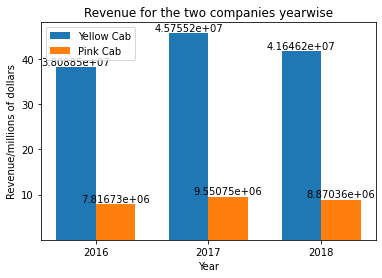 Revenue for the two companies yearwise
Yellow Cab
Pink Cab
3.80885e+07
4.57552e+07
4.16462e+07
7.81673e+06
9.55075e+06
8.87036e+06
Revenue/millions of dollars
40
30
20
10
2016
2017
2018
Year